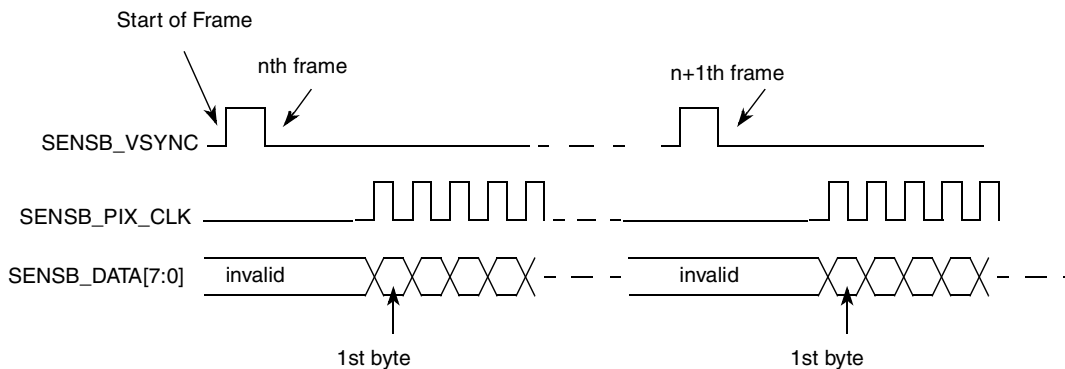 Start of Frame
nth frame
n+1th frame
SENSB_VSYNC
SENSB_PIX_CLK
SENSB_DATA[7:0]
invalid
invalid
1st byte
1st byte